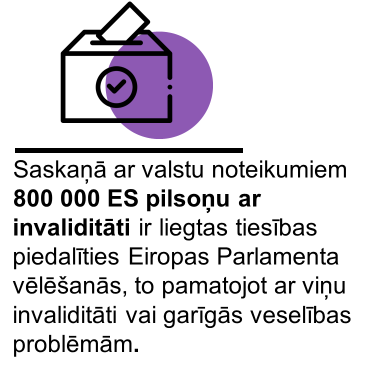 Saskaņā ar valstu noteikumiem
800 000 ES pilsoņu ar
invaliditāti ir liegtas tiesības
piedalīties Eiropas Parlamenta
vēlēšanās, to pamatojot ar viņu
invaliditāti vai garīgās veselības
problēmām.